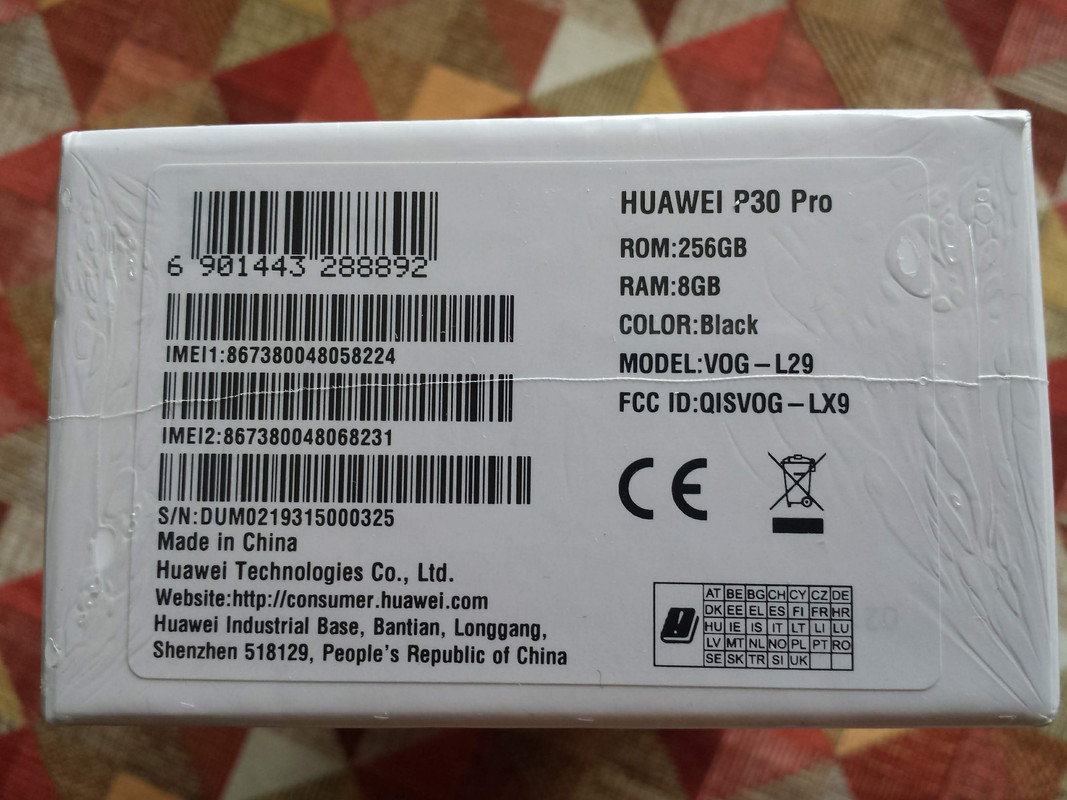 6 901443 288892
IMEI1:867380048058224
IMEI2:867380048068231
S/N:DUM0219315000325
Made in China
Huawei Technologies Co., Ltd.
Website:http://consumer.huawei.com
Huawei Industrial Base, Bantian, Longgang,
Shenzhen 518129, People's Republic of China
HUAWEI P30 Pro
ROM:256GB
RAM:8GB
COLOR:Black
MODEL:VOG-L29
FCC ID:QISVOG-LX9
CE
AT BE BG CH CY CZ DE
DK EE EL ES FI FR HR
HU IE IS IT LT LI LU
LV MT NL NO PL PT RO
SE SK TR SI UK